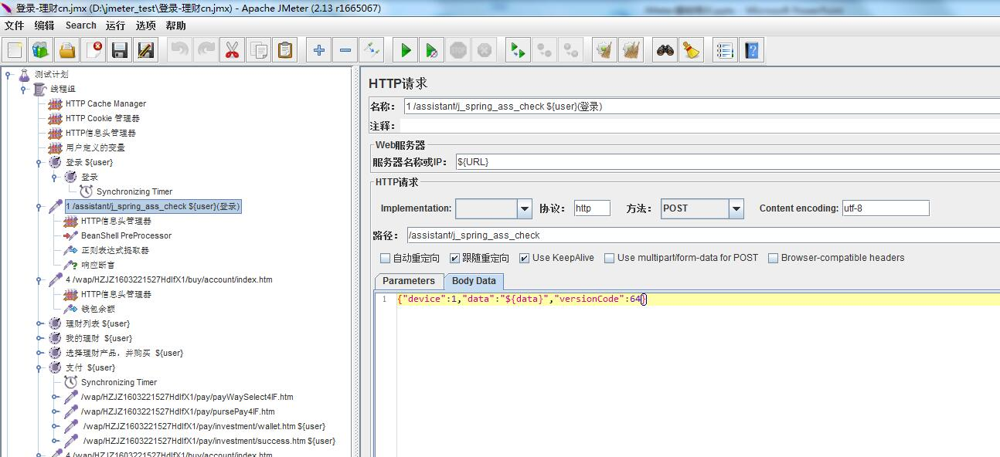 登录-理财cn.jmx (D:\jmeter_test\登录-理财cn.jmx) - Apache JMeter (2.13 r1665067)
文件 编辑 Search 运行 选项 帮助
STOP
测试计划
线程组
HTTP Cache Manager
HTTP Cookie 管理器
HTTP信息头管理器
用户定义的变量
登录 ${user}
登录
Synchronizing Timer
1 /assistant/j_spring_ass_check ${user}(登录)
HTTP信息头管理器
BeanShell PreProcessor
正则表达式提取器
响应断言
4 /wap/HZJZ1603221527HdIfX1/buy/account/index.htm
HTTP信息头管理器
钱包余额
理财列表 ${user}
我的理财 ${user}
选择理财产品，并购买 ${user}
支付 ${user}
Synchronizing Timer
/wap/HZJZ1603221527HdIfX1/pay/payWaySelect4IF.htm
/wap/HZJZ1603221527HdIfX1/pay/pursePay4IF.htm
/wap/HZJZ1603221527HdIfX1/pay/investment/wallet.htm ${user}
/wap/HZJZ1603221527HdIfX1/pay/investment/success.htm ${user}
4 /wap/HZJZ1603221527HdIfX1/buy/account/index.htm
HTTP请求
名称： 1 /assistant/j_spring_ass_check ${user}(登录)
注释：
Web服务器
服务器名称或IP： ${URL}
HTTP请求
Implementation: 协议： http 方法： POST Content encoding: utf-8
路径： /assistant/j_spring_ass_check
自动重定向 跟随重定向 Use KeepAlive Use multipart/form-data for POST Browser-compatible headers
Parameters Body Data
1 {"device":1,"data":"${data}","versionCode":64}